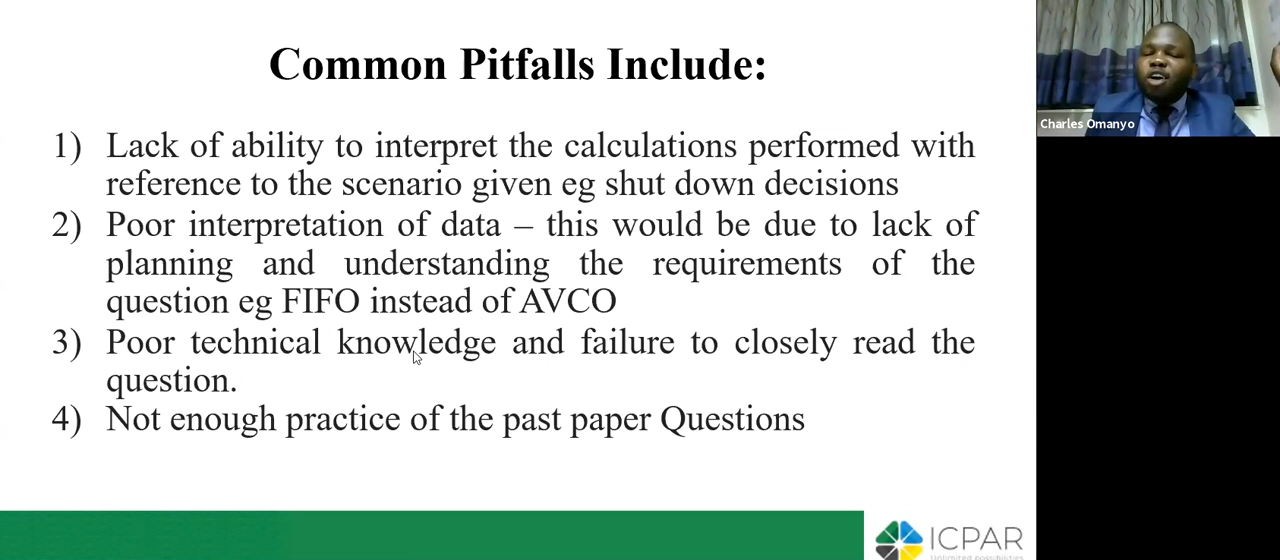 Common Pitfalls Include:
1) Lack of ability to interpret the calculations performed with
reference to the scenario given eg shut down decisions
2) Poor interpretation of data – this would be due to lack of
planning and understanding the requirements of the
question eg FIFO instead of AVCO
3) Poor technical knowledge and failure to closely read the
question.
4) Not enough practice of the past paper Questions
Charles Omanyo
ICPAR
Unlimited possibilities